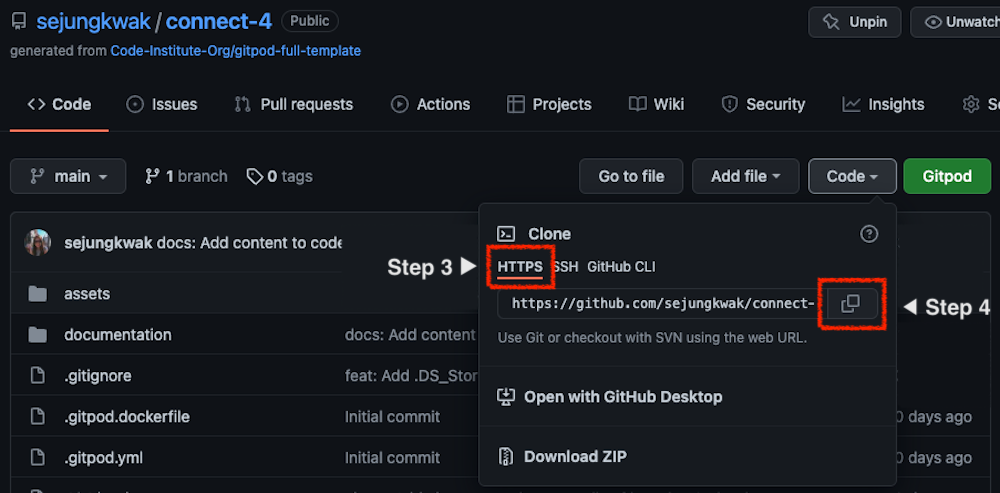 sejungkwak / connect-4 Public Unpin Unwatch
generated from Code-Institute-Org/gitpod-full-template
Code Issues Pull requests Actions Projects Wiki Security Insights
main 1 branch 0 tags Go to file Add file Code Gitpod
Clone
sejungkwak docs: Add content to code
Step 3 HTTPS SSH GitHub CLI
assets
https://github.com/sejungkwak/connect- Step 4
documentation docs: Add content
Use Git or checkout with SVN using the web URL.
.gitignore feat: Add .DS_Stor
Open with GitHub Desktop
.gitpod.dockerfile Initial commit 0 days ago
.gitpod.yml Initial commit 0 days ago
Download ZIP